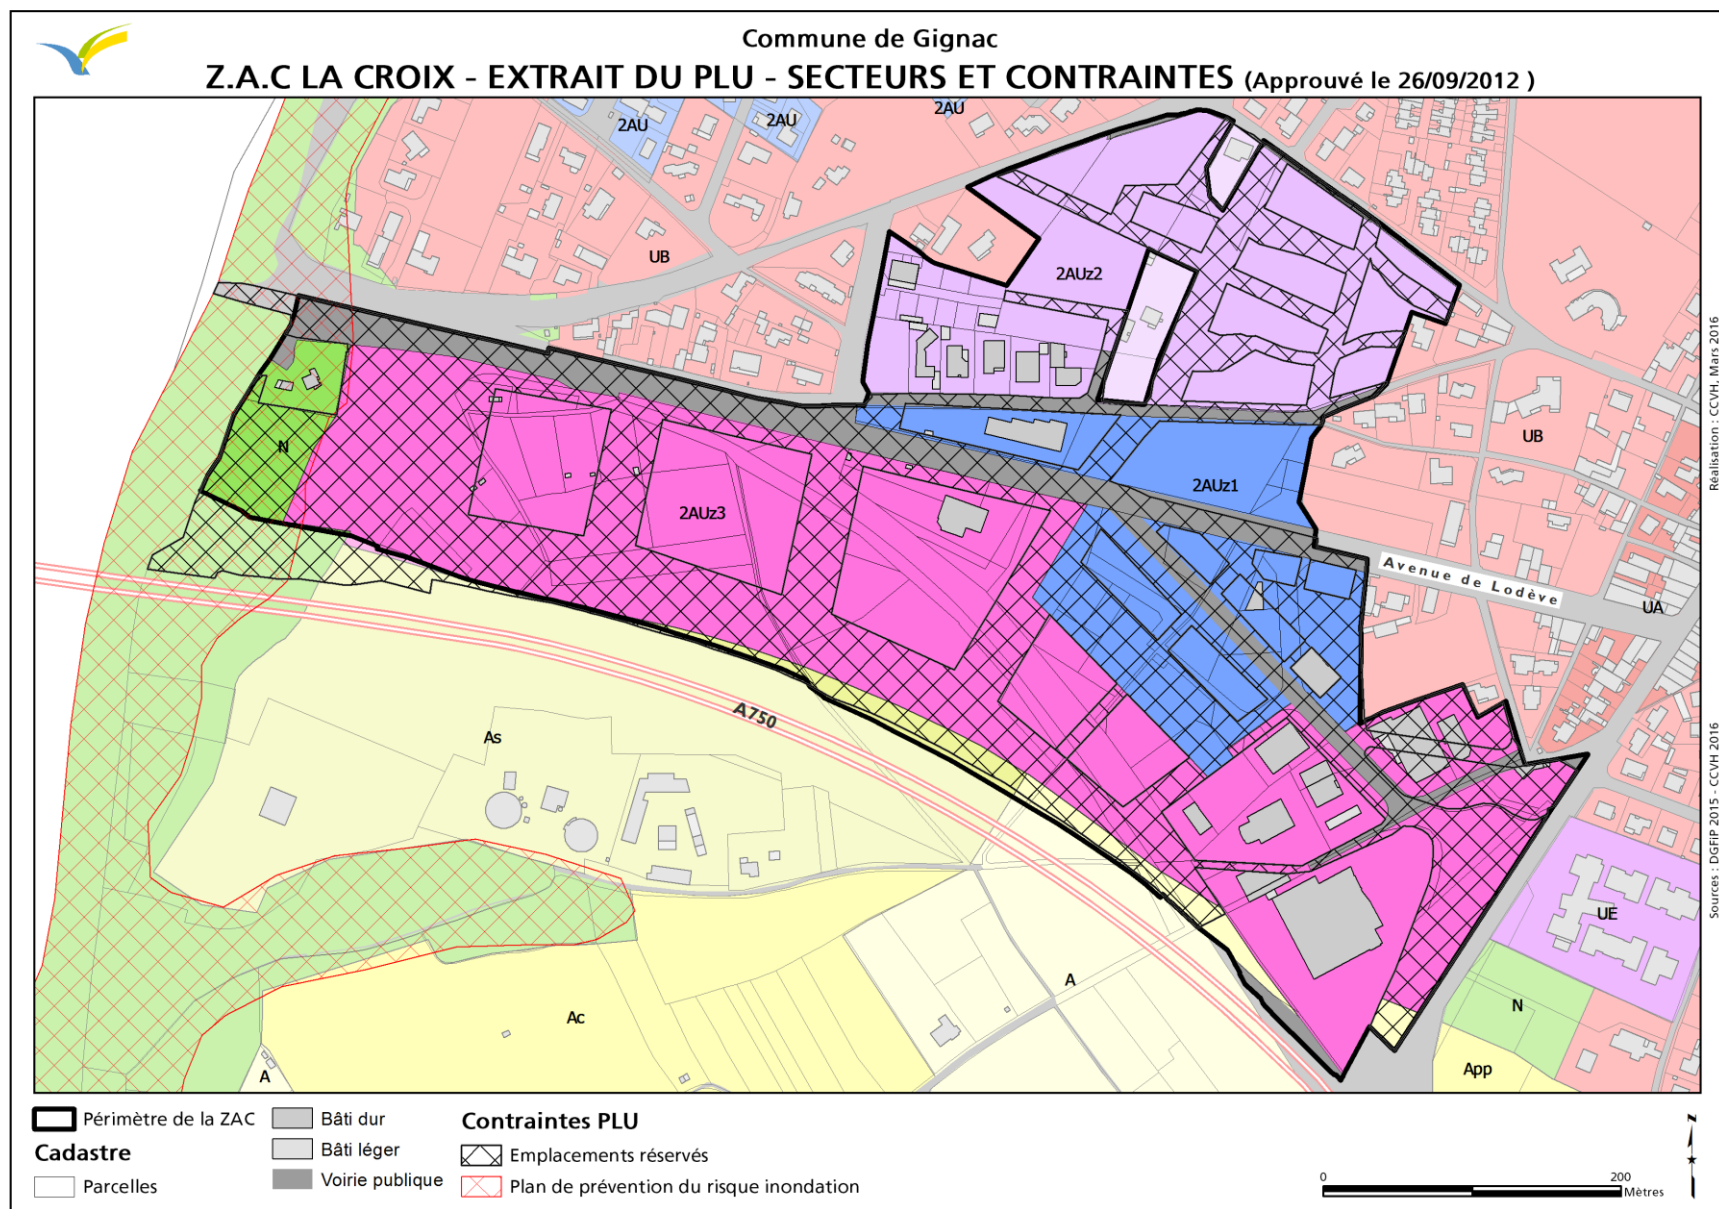 Commune de Gignac
Z.A.C LA CROIX - EXTRAIT DU PLU - SECTEURS ET CONTRAINTES (Approuvé le 26/09/2012 )
2AU
2AU
2AU
UB
2AUz2
N
2AUz3
2AUz1
UB
Avenue de Lodève
UA
As
A750
UE
A
N
Ac
App
A
Réalisation : CCVH, Mars 2016
Sources : DGFiP 2015 - CCVH 2016
Périmètre de la ZAC
Cadastre
Parcelles
Bâti dur
Bâti léger
Voirie publique
Contraintes PLU
Emplacements réservés
Plan de prévention du risque inondation
0 200
Mètres
N